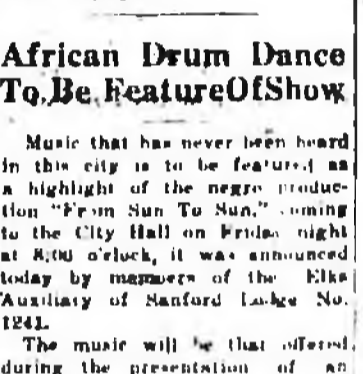 African Drum Dance
To Be Feature Of Show
Music that has never been heard
in this city is to be featured as
a highlight of the negro produc-
tion "From Sun To Sun," coming
to the City Hall on Friday night
at 8:00 o'clock, it was announced
today by members of the Elks
Auxiliary of Sanford Lodge No.
1241.
The music will be that offered
during the presentation of an